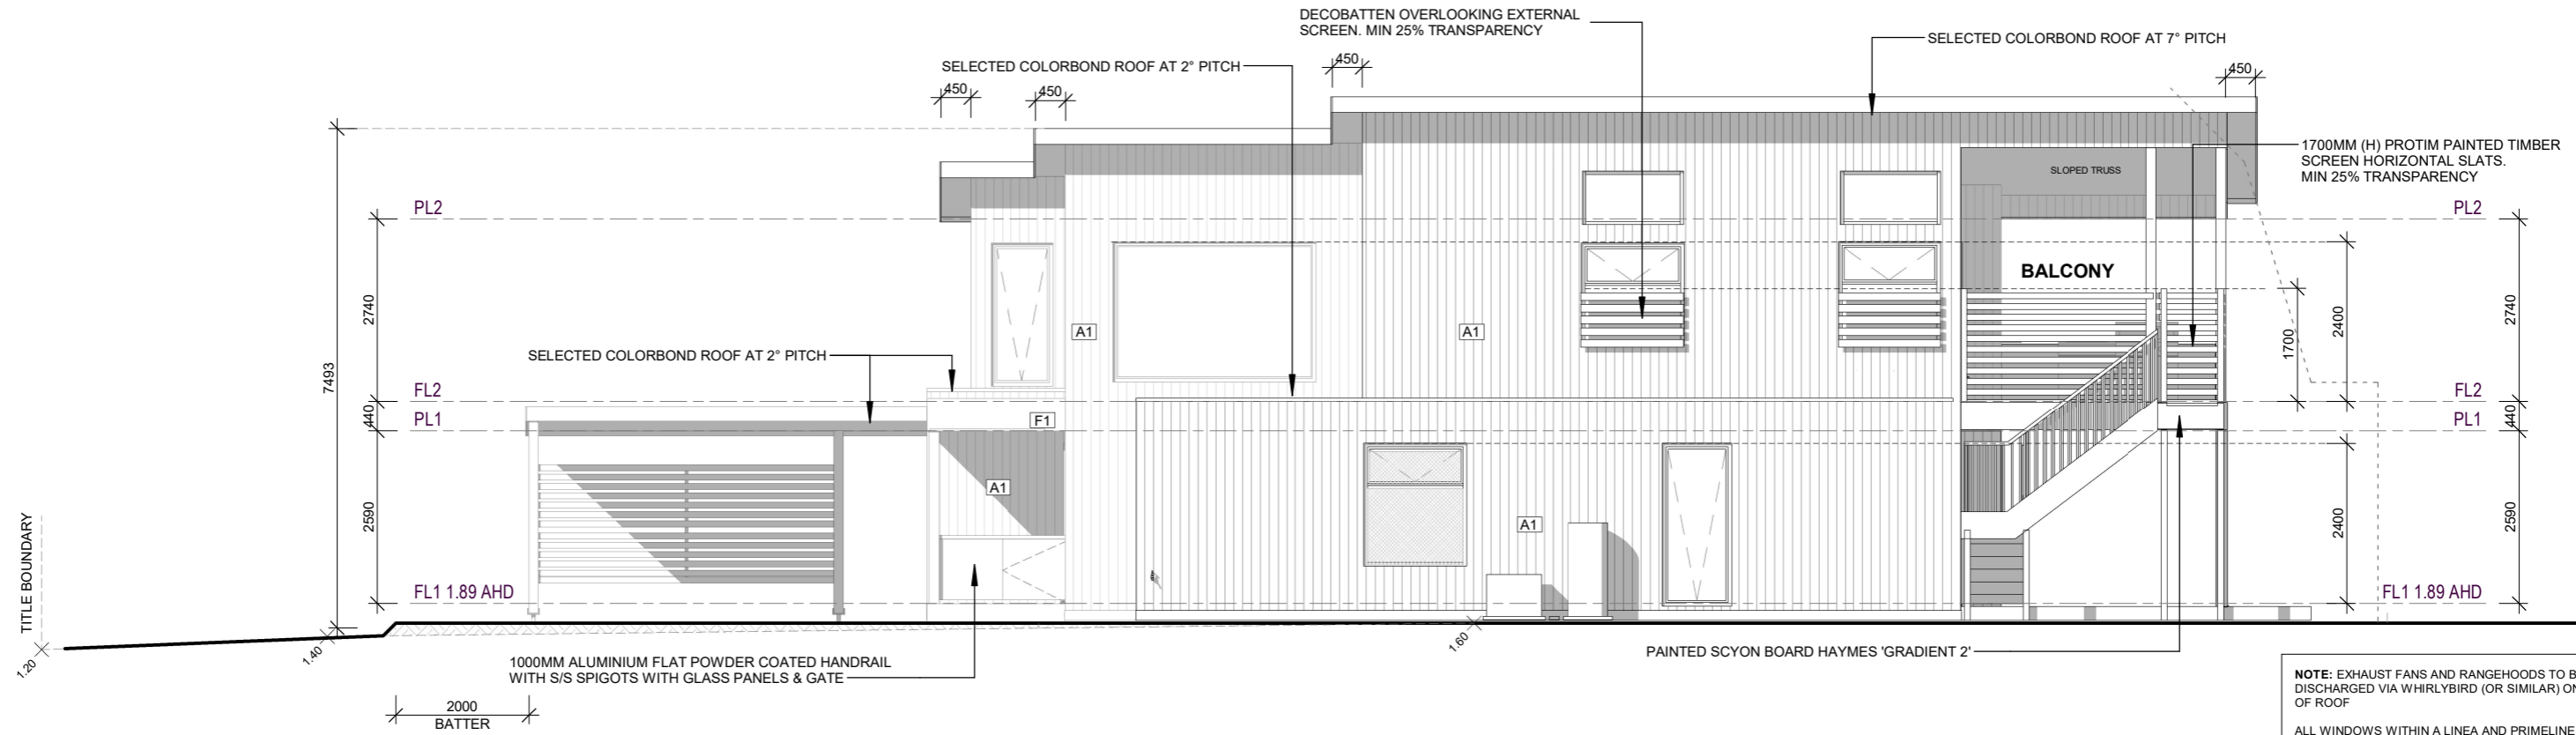 DECOBATTEN OVERLOOKING EXTERNAL
SCREEN. MIN 25% TRANSPARENCY
SELECTED COLORBOND ROOF AT 7° PITCH
SELECTED COLORBOND ROOF AT 2° PITCH
450
450
450
450
1700MM (H) PROTIM PAINTED TIMBER
SCREEN HORIZONTAL SLATS.
MIN 25% TRANSPARENCY
SLOPED TRUSS
PL2
PL2
BALCONY
2740
2740
2400
1700
A1
A1
SELECTED COLORBOND ROOF AT 2° PITCH
7493
FL2
FL2
440
440
PL1
PL1
F1
A1
A1
2590
2590
2400
TITLE BOUNDARY
FL1 1.89 AHD
FL1 1.89 AHD
1.20
1.40
1.60
1000MM ALUMINIUM FLAT POWDER COATED HANDRAIL
WITH S/S SPIGOTS WITH GLASS PANELS & GATE
PAINTED SCYON BOARD HAYMES 'GRADIENT 2'
2000
BATTER
NOTE: EXHAUST FANS AND RANGEHOODS TO B
DISCHARGED VIA WHIRLYBIRD (OR SIMILAR) ON
OF ROOF
ALL WINDOWS WITHIN A LINEA AND PRIMELINE